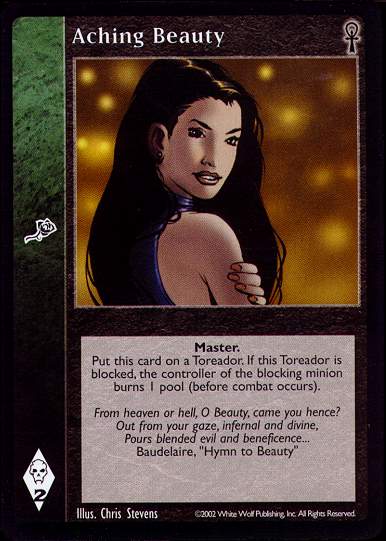 Aching Beauty
Master.
Put this card on a Toreador. If this Toreador is
blocked, the controller of the blocking minion
burns 1 pool (before combat occurs).
From heaven or hell, O Beauty, came you hence?
Out from your gaze, infernal and divine,
Pours blended evil and beneficence...
Baudelaire, "Hymn to Beauty"
2
Illus. Chris Stevens
©2002 White Wolf Publishing, Inc. All Rights Reserved.